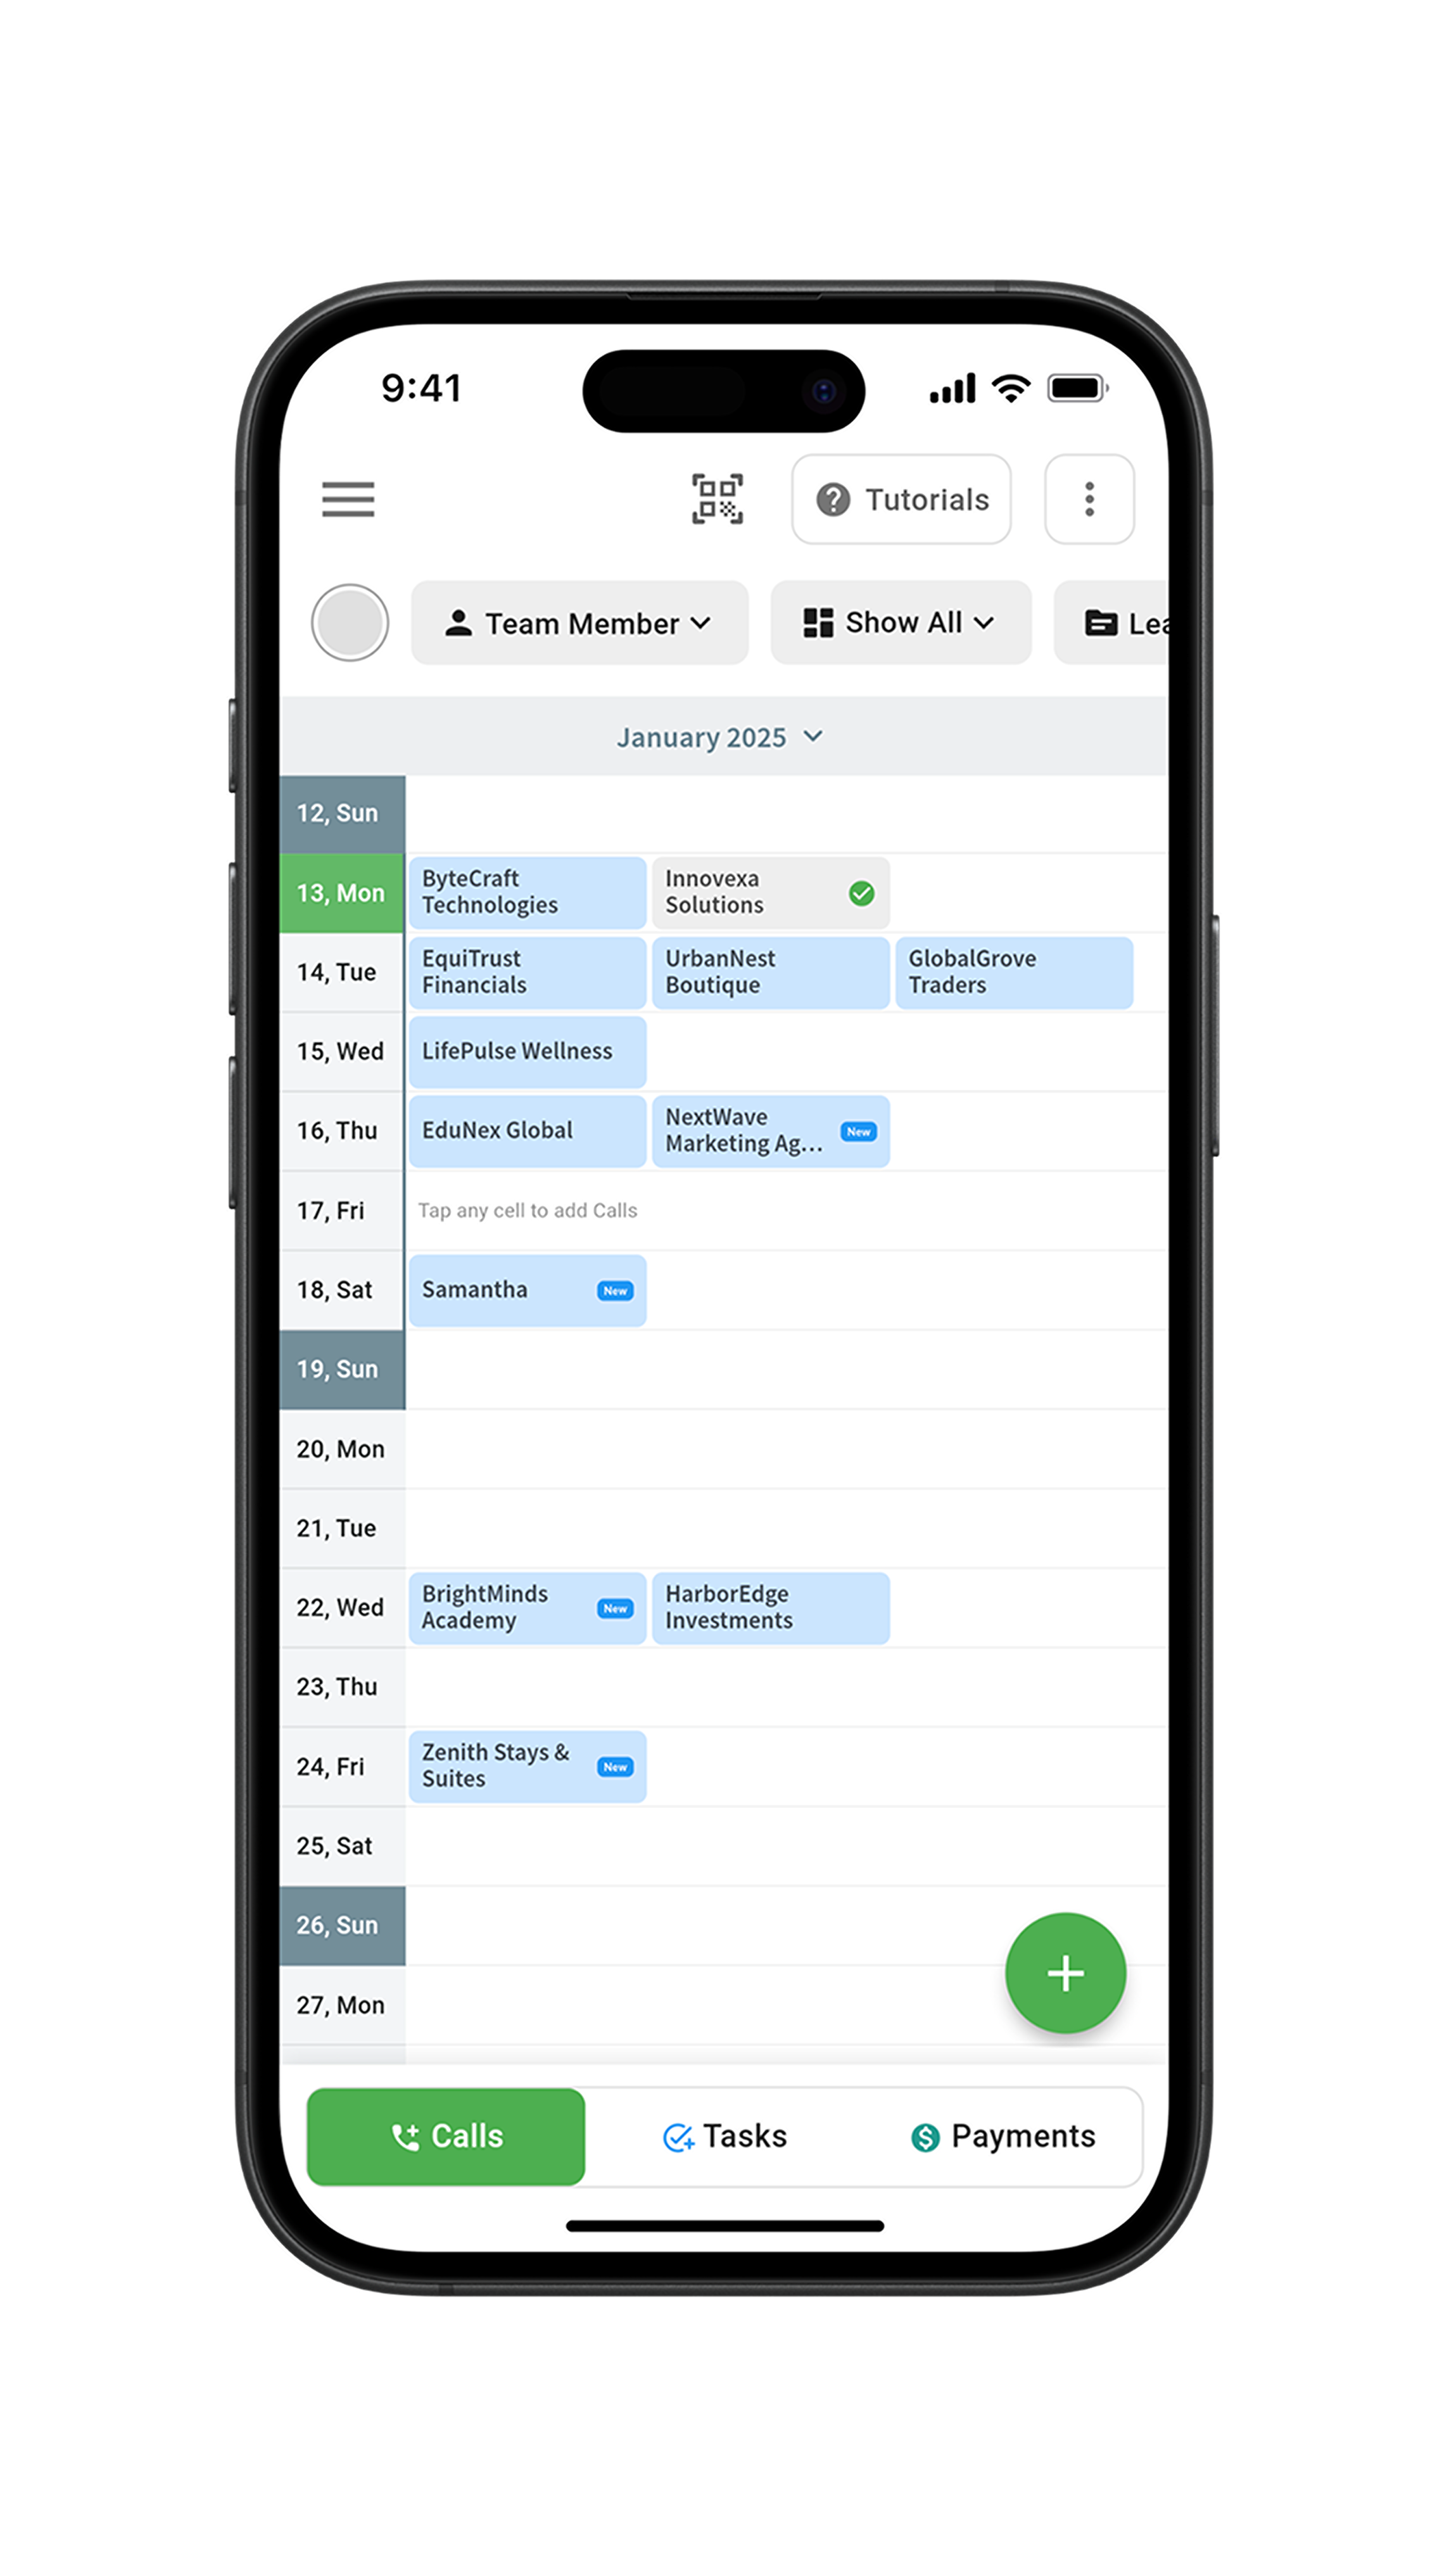 9:41
Tutorials
Team Member
Show All
Lea
January 2025
12, Sun
13, Mon
ByteCraft
Technologies
Innovexa
Solutions
14, Tue
EquiTrust
Financials
UrbanNest
Boutique
GlobalGrove
Traders
15, Wed
LifePulse Wellness
16, Thu
EduNex Global
NextWave
Marketing Ag...
New
17, Fri
Tap any cell to add Calls
18, Sat
Samantha
New
19, Sun
20, Mon
21, Tue
22, Wed
BrightMinds
Academy
New
HarborEdge
Investments
23, Thu
24, Fri
Zenith Stays &
Suites
New
25, Sat
26, Sun
27, Mon
Calls
Tasks
Payments